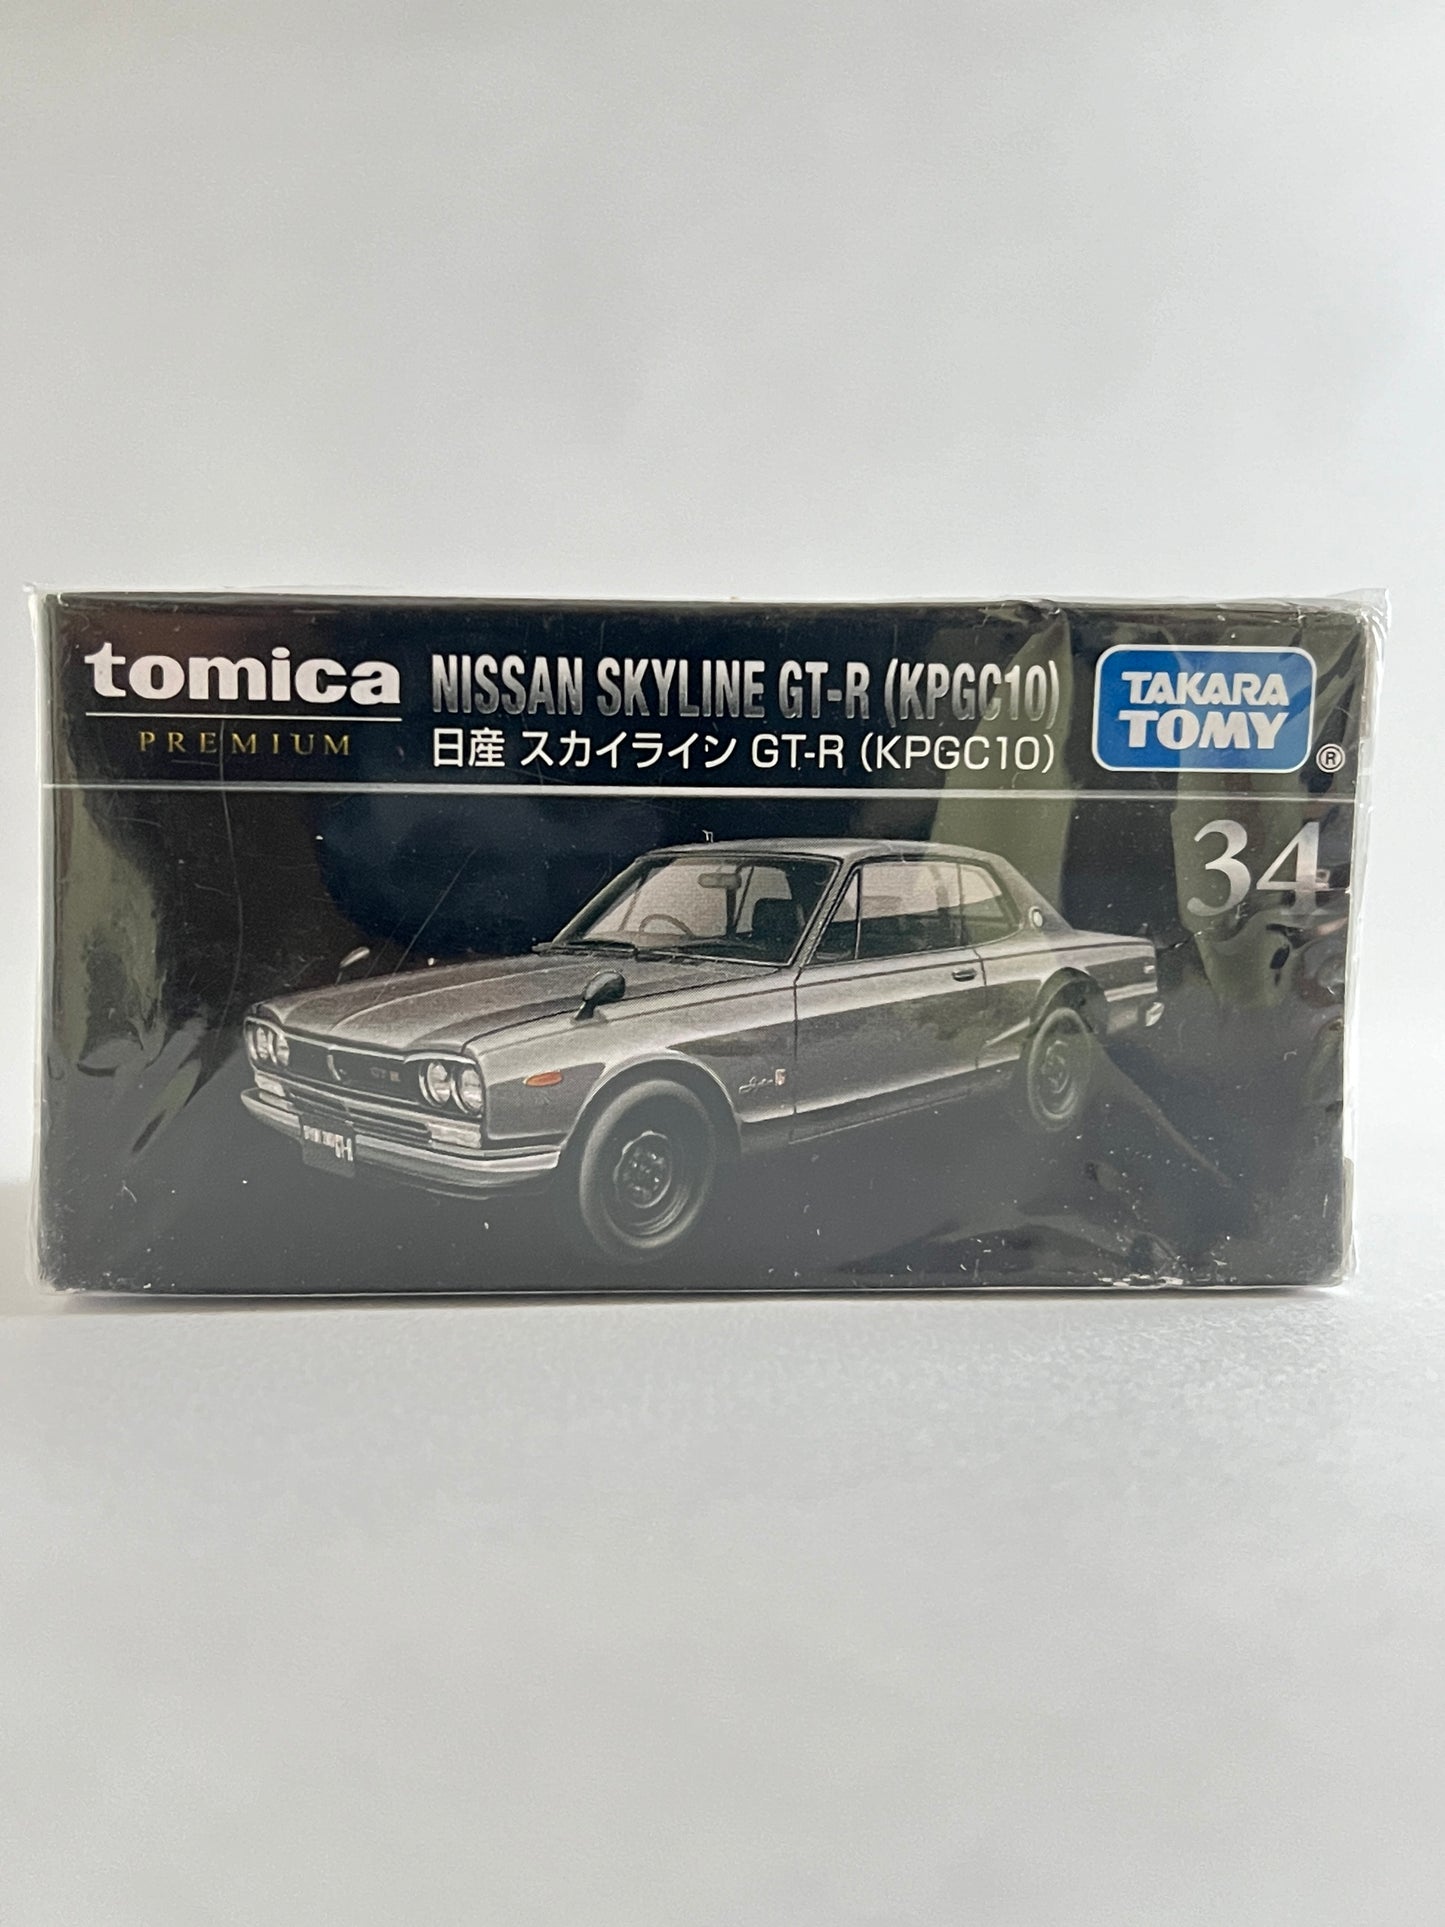 tomica
PREMIUM
NISSAN SKYLINE GT-R (KPGC10)
日産 スカイライン GT-R (KPGC10)
TAKARA
TOMY
®
34
GT-R